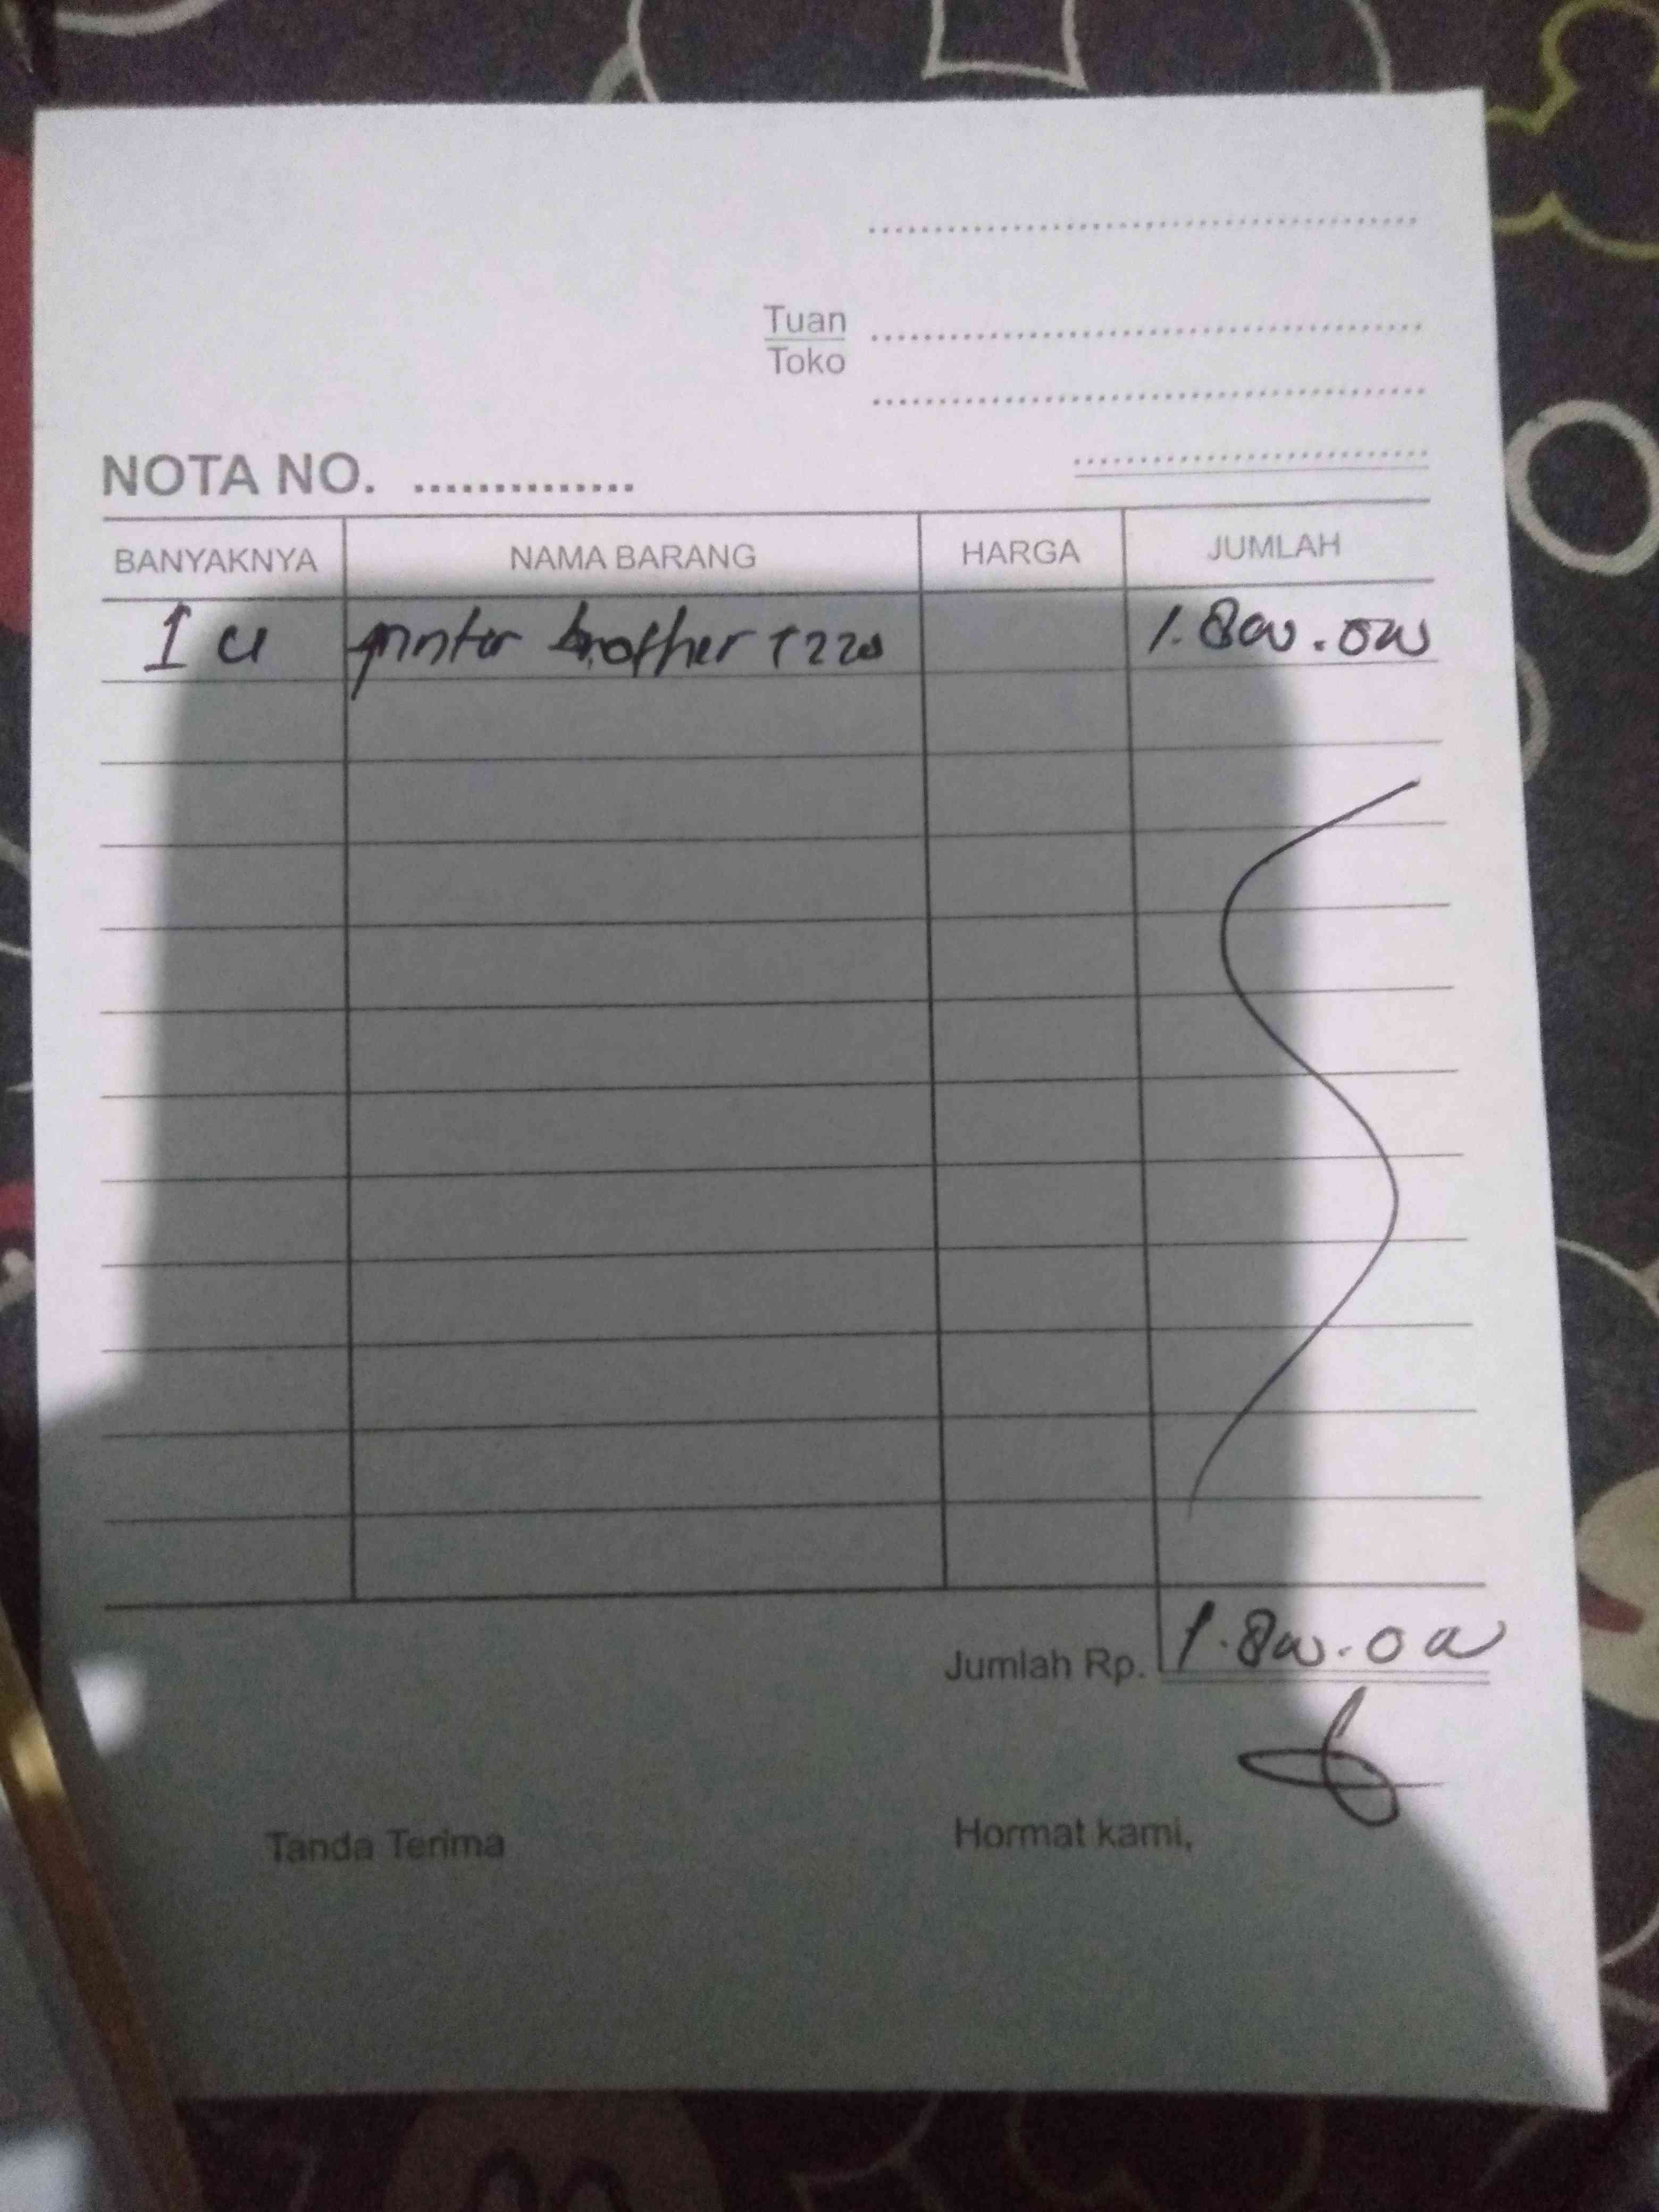 Tuan
Toko
NOTA NO. ..............
BANYAKNYA NAMA BARANG HARGA JUMLAH
1 u printer brother T220 1.800.000
Jumlah Rp. 1.800.000
Tanda Terima Hormat kami,